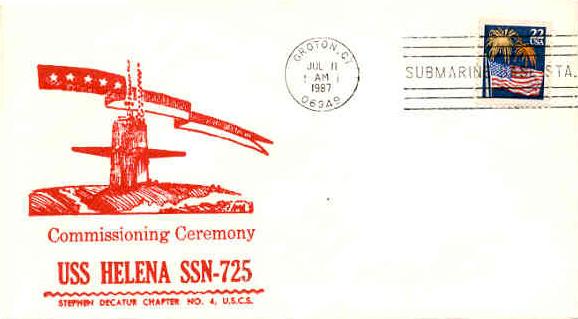 GROTON, CT
JUL 11
AM
1987
06349
22
USA
SUBMARINE STA.
Commissioning Ceremony
USS HELENA SSN-725
STEPHEN DECATUR CHAPTER NO. 4, U.S.C.S.